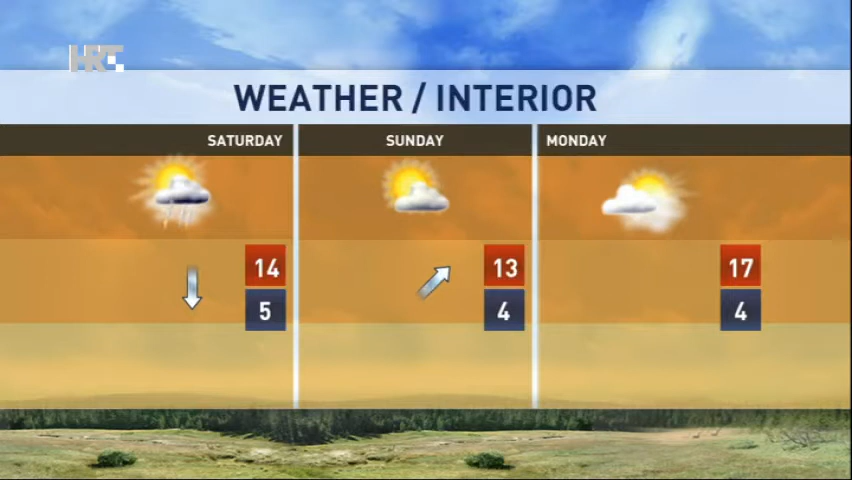 HRT
WEATHER / INTERIOR
SATURDAY
SUNDAY
MONDAY
14
13
17
5
4
4